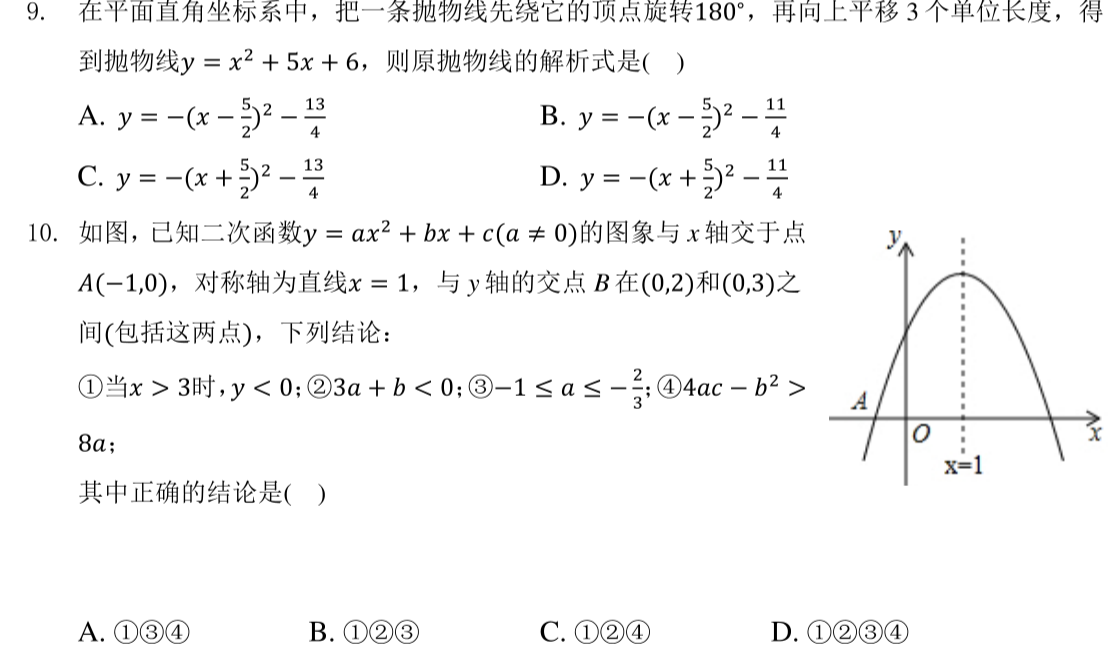 9. 在平面直角坐标系中，把一条抛物线先绕它的顶点旋转180°，再向上平移 3 个单位长度，得
到抛物线y = x² + 5x + 6，则原抛物线的解析式是( )
A. y = −(x − 5/2)² − 13/4 B. y = −(x − 5/2)² − 11/4
C. y = −(x + 5/2)² − 13/4 D. y = −(x + 5/2)² − 11/4
10. 如图，已知二次函数y = ax² + bx + c(a ≠ 0)的图象与 x 轴交于点
A(−1,0)，对称轴为直线x = 1，与 y 轴的交点 B 在(0,2)和(0,3)之
间(包括这两点)，下列结论：
①当x > 3时，y < 0；②3a + b < 0；③−1 ≤ a ≤ −2/3；④4ac − b² >
8a；
其中正确的结论是( )
y
A
O
x
x=1
A. ①③④ B. ①②③ C. ①②④ D. ①②③④